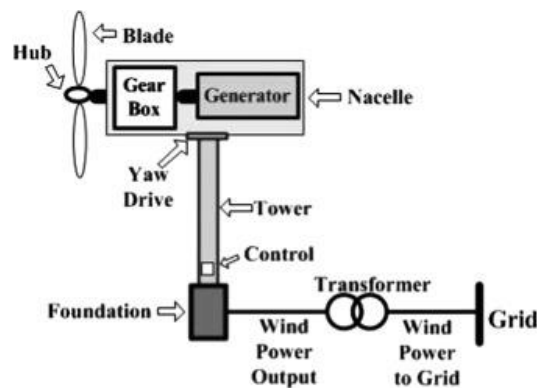 Blade
Hub
Gear
Box
Generator
Nacelle
Yaw
Drive
Tower
Control
Transformer
Foundation
Grid
Wind
Power
Output
Wind
Power
to Grid